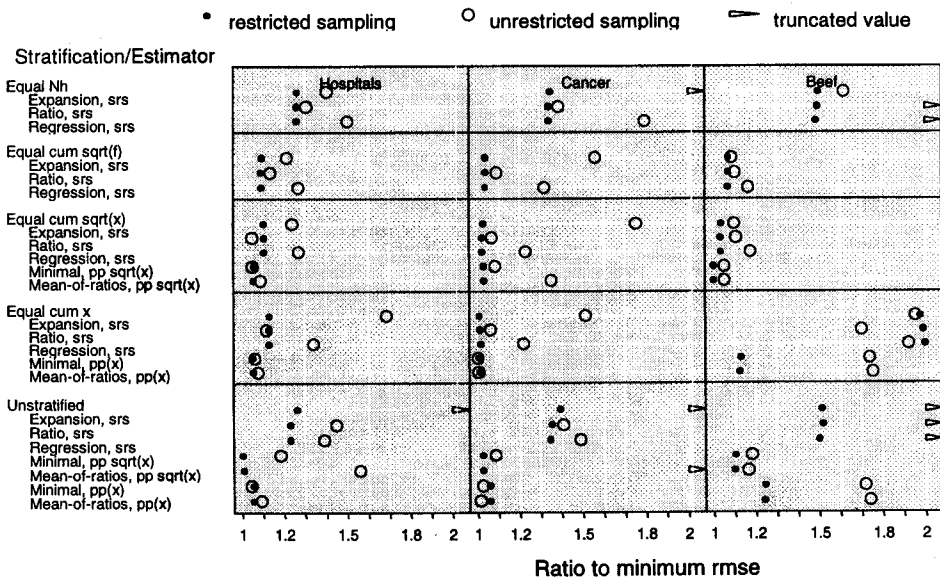 restricted sampling unrestricted sampling truncated value
Stratification/Estimator
Hospitals Cancer Beef
Equal Nh
Expansion, srs
Ratio, srs
Regression, srs
Equal cum sqrt(f)
Expansion, srs
Ratio, srs
Regression, srs
Equal cum sqrt(x)
Expansion, srs
Ratio, srs
Regression, srs
Minimal, pp sqrt(x)
Mean-of-ratios, pp sqrt(x)
Equal cum x
Expansion, srs
Ratio, srs
Regression, srs
Minimal, pp(x)
Mean-of-ratios, pp(x)
Unstratified
Expansion, srs
Ratio, srs
Regression, srs
Minimal, pp sqrt(x)
Mean-of-ratios, pp sqrt(x)
Minimal, pp(x)
Mean-of-ratios, pp(x)
1 1.2 1.5 1.8 2 1 1.2 1.5 1.8 2 1 1.2 1.5 1.8 2
Ratio to minimum rmse